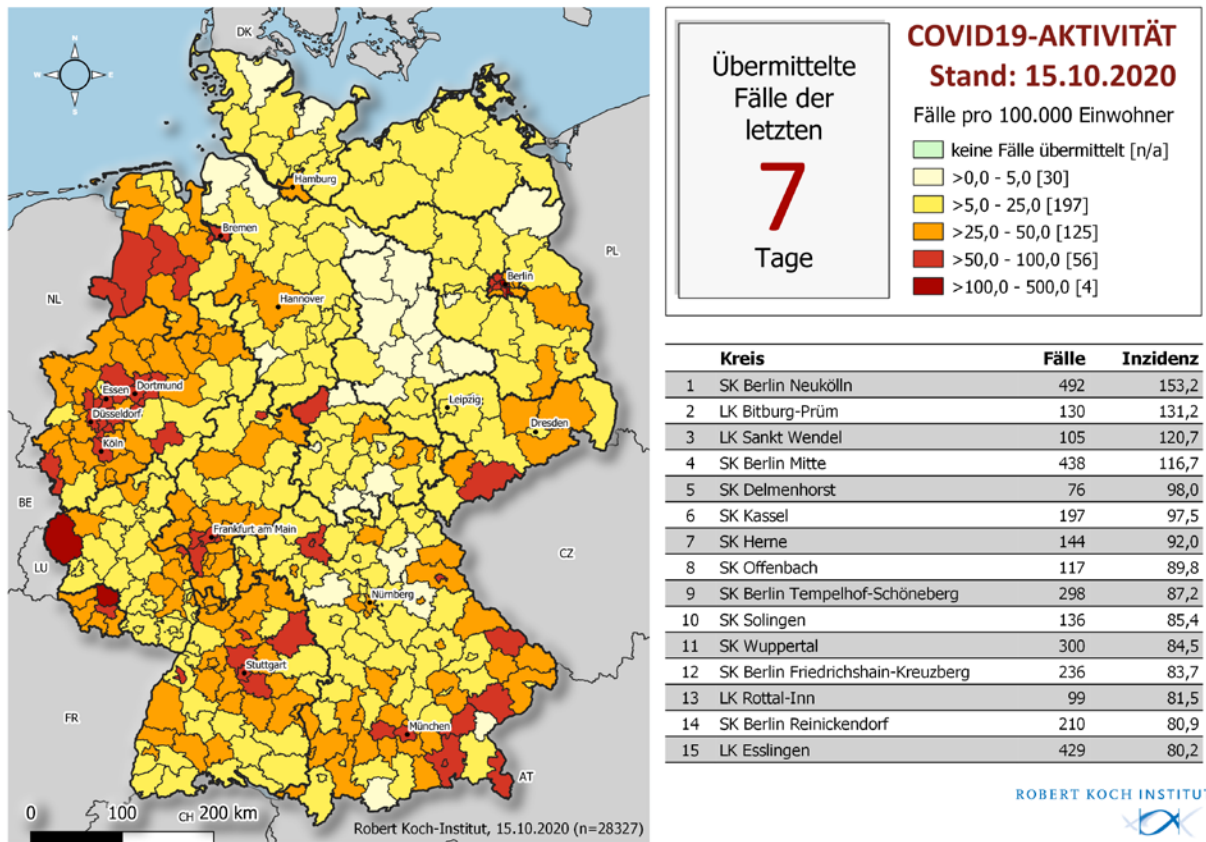 DK
N
W E
S
Hamburg
Bremen
PL
Berlin
NL
Hannover
Essen
Dortmund
Düsseldorf
Leipzig
Köln
Dresden
BE
Frankfurt am Main
CZ
LU
Nürnberg
Stuttgart
FR
München
AT
0 100 200 km
CH
Robert Koch-Institut, 15.10.2020 (n=28327)
Übermittelte
Fälle der
letzten
7
Tage
COVID19-AKTIVITÄT
Stand: 15.10.2020
Fälle pro 100.000 Einwohner
keine Fälle übermittelt [n/a]
>0,0 - 5,0 [30]
>5,0 - 25,0 [197]
>25,0 - 50,0 [125]
>50,0 - 100,0 [56]
>100,0 - 500,0 [4]
Kreis Fälle Inzidenz
1 SK Berlin Neukölln 492 153,2
2 LK Bitburg-Prüm 130 131,2
3 LK Sankt Wendel 105 120,7
4 SK Berlin Mitte 438 116,7
5 SK Delmenhorst 76 98,0
6 SK Kassel 197 97,5
7 SK Herne 144 92,0
8 SK Offenbach 117 89,8
9 SK Berlin Tempelhof-Schöneberg 298 87,2
10 SK Solingen 136 85,4
11 SK Wuppertal 300 84,5
12 SK Berlin Friedrichshain-Kreuzberg 236 83,7
13 LK Rottal-Inn 99 81,5
14 SK Berlin Reinickendorf 210 80,9
15 LK Esslingen 429 80,2
ROBERT KOCH INSTITU